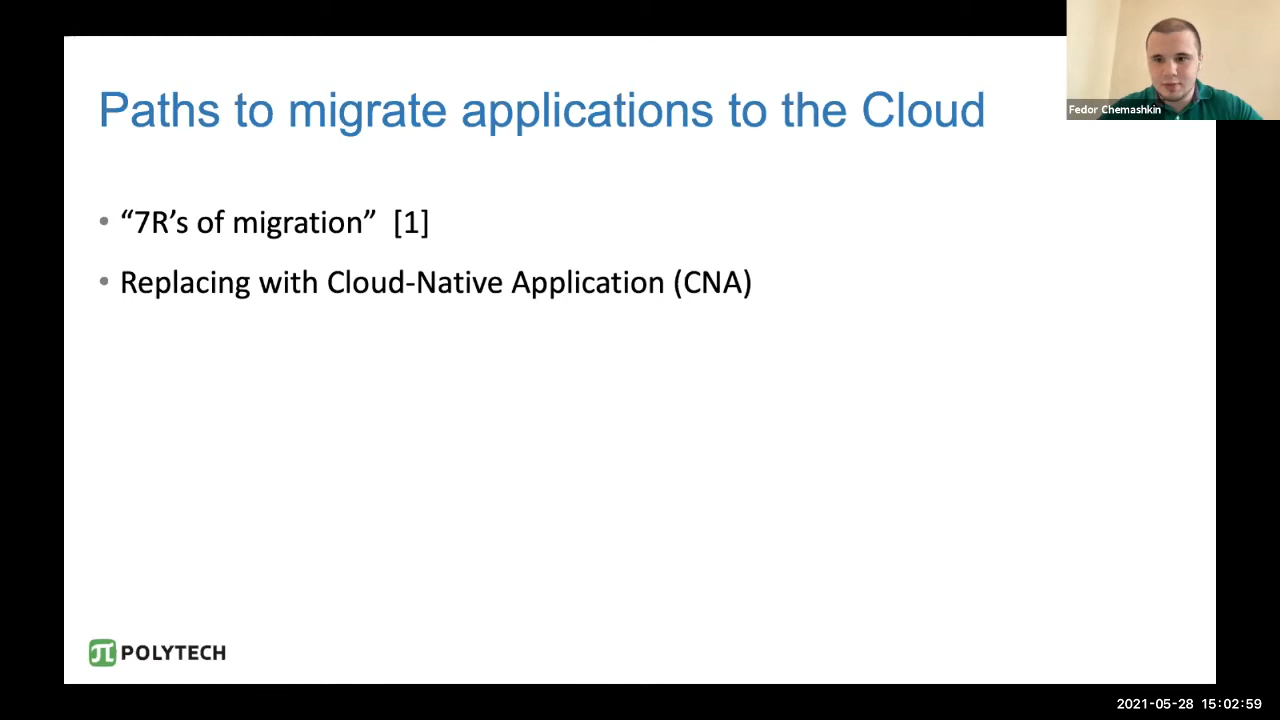 Paths to migrate applications to the Cloud
Fedor Chemashkin
• “7R’s of migration”  [1]
• Replacing with Cloud-Native Application (CNA)
POLYTECH
2021-05-28 15:02:59